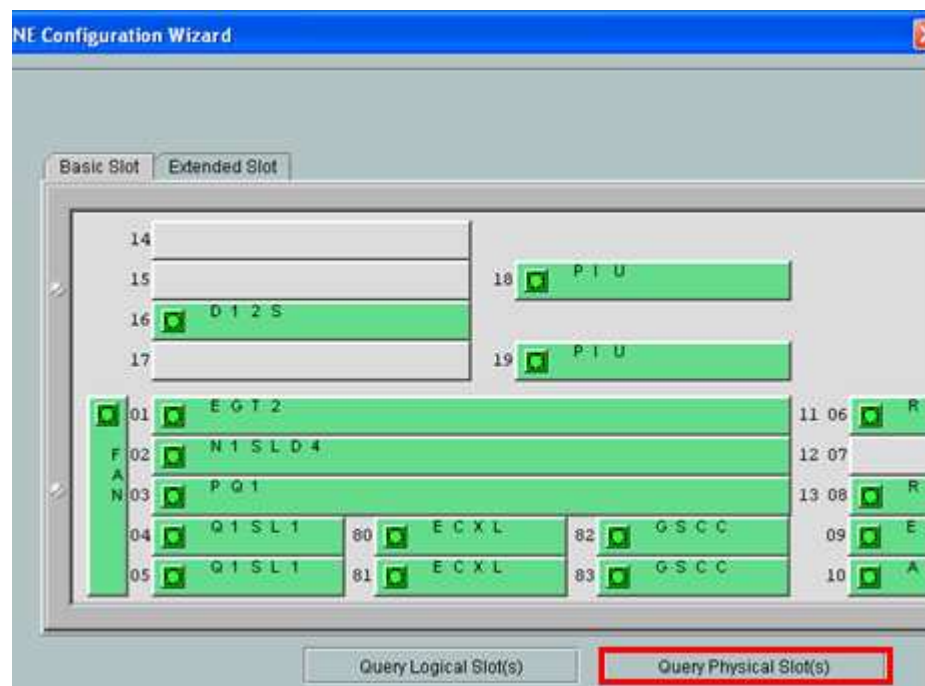 NE Configuration Wizard
Basic Slot Extended Slot
14
15 18 PIU
16 D12S
17 19 PIU
01 EGT2 11 06 R
FAN 02 N1SLD4 12 07
03 PQ1 13 08 R
04 Q1SL1 80 ECXL 82 GSCC 09 E
05 Q1SL1 81 ECXL 83 GSCC 10 A
Query Logical Slot(s) Query Physical Slot(s)